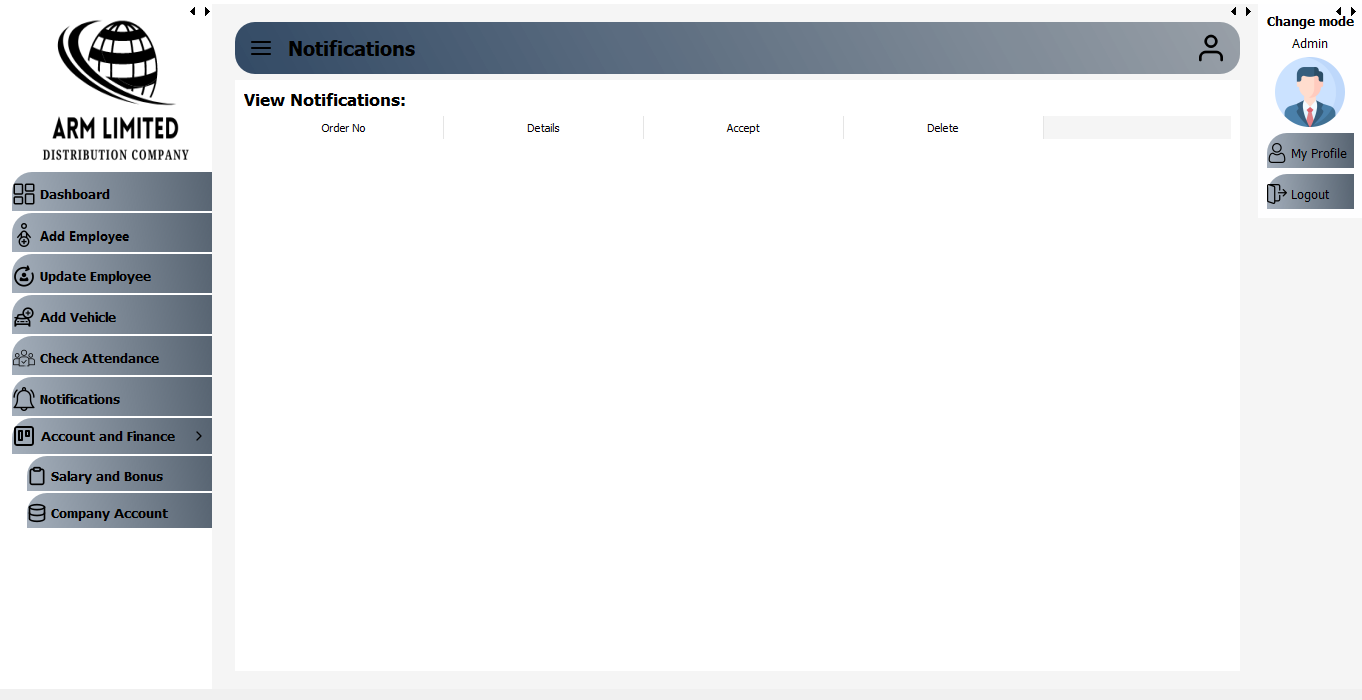 ARM LIMITED
DISTRIBUTION COMPANY
Dashboard
Add Employee
Update Employee
Add Vehicle
Check Attendance
Notifications
Account and Finance
Salary and Bonus
Company Account
Notifications
View Notifications:
Order No Details Accept Delete
Change mode
Admin
My Profile
Logout